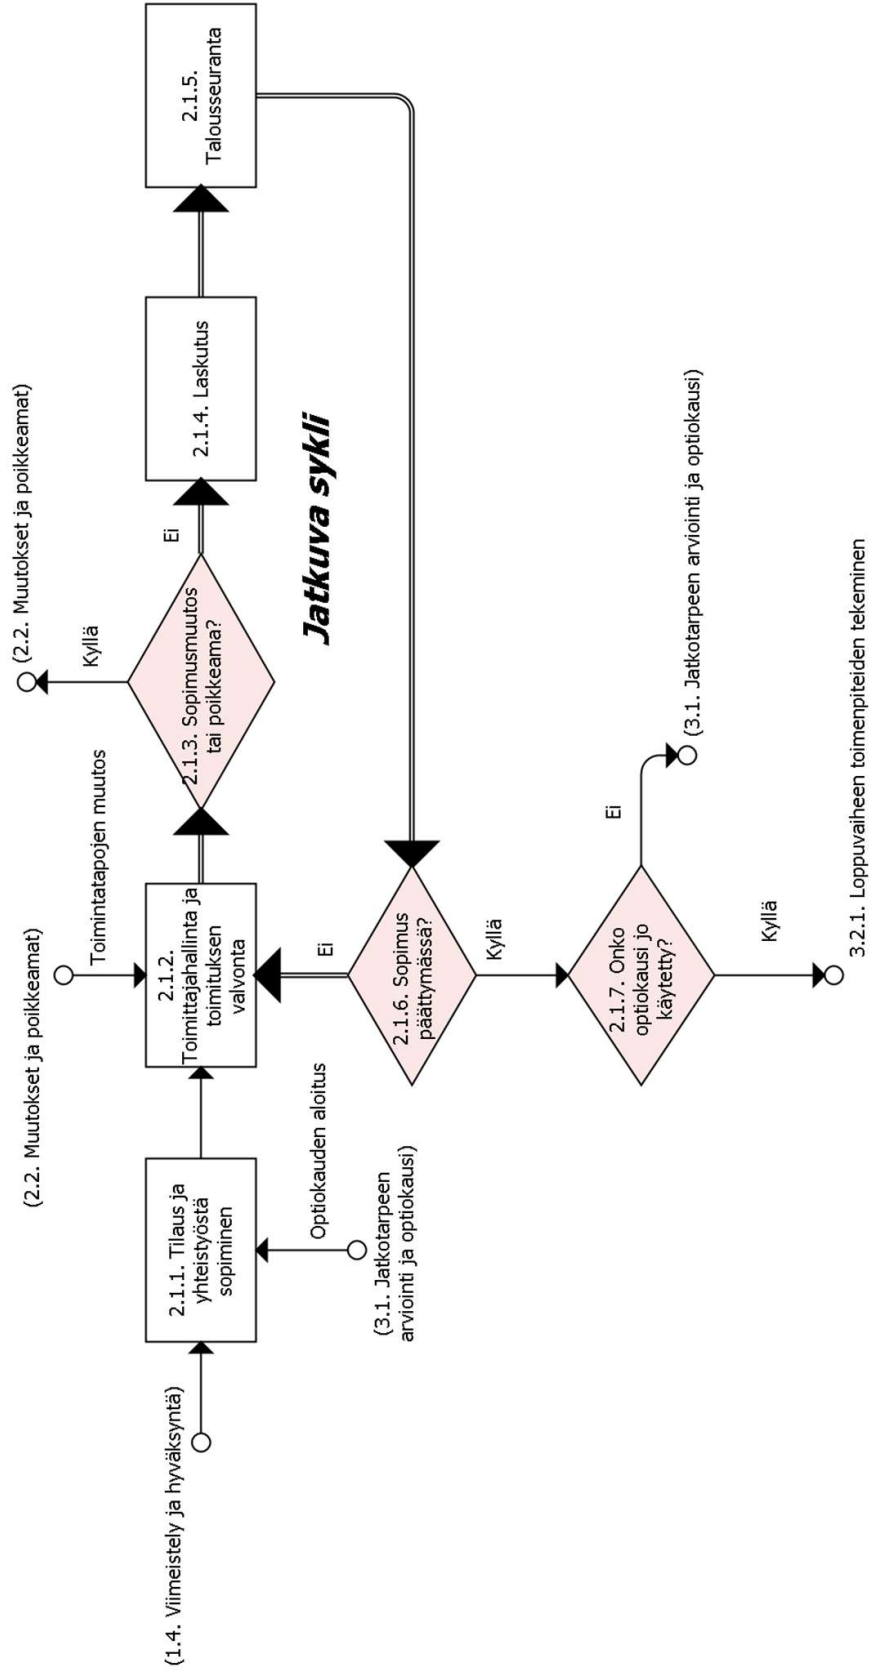 (2.2. Muutokset ja poikkeamat)
(2.2. Muutokset ja poikkeamat)
Toimintatapojen muutos
Kyllä
(1.4. Viimeistely ja hyväksyntä)
2.1.1. Tilaus ja
yhteistyöstä
sopiminen
2.1.2.
Toimittajahallinta ja
toimituksen
valvonta
2.1.3. Sopimusmuutos
tai poikkeama?
Ei
2.1.4. Laskutus
2.1.5.
Talousseuranta
Optiokauden aloitus
(3.1. Jatkotarpeen
arviointi ja optiokausi)
Ei
Jatkuva sykli
2.1.6. Sopimus
päättymässä?
Kyllä
2.1.7. Onko
optiokausi jo
käytetty?
Ei
(3.1. Jatkotarpeen arviointi ja optiokausi)
Kyllä
3.2.1. Loppuvaiheen toimenpiteiden tekeminen